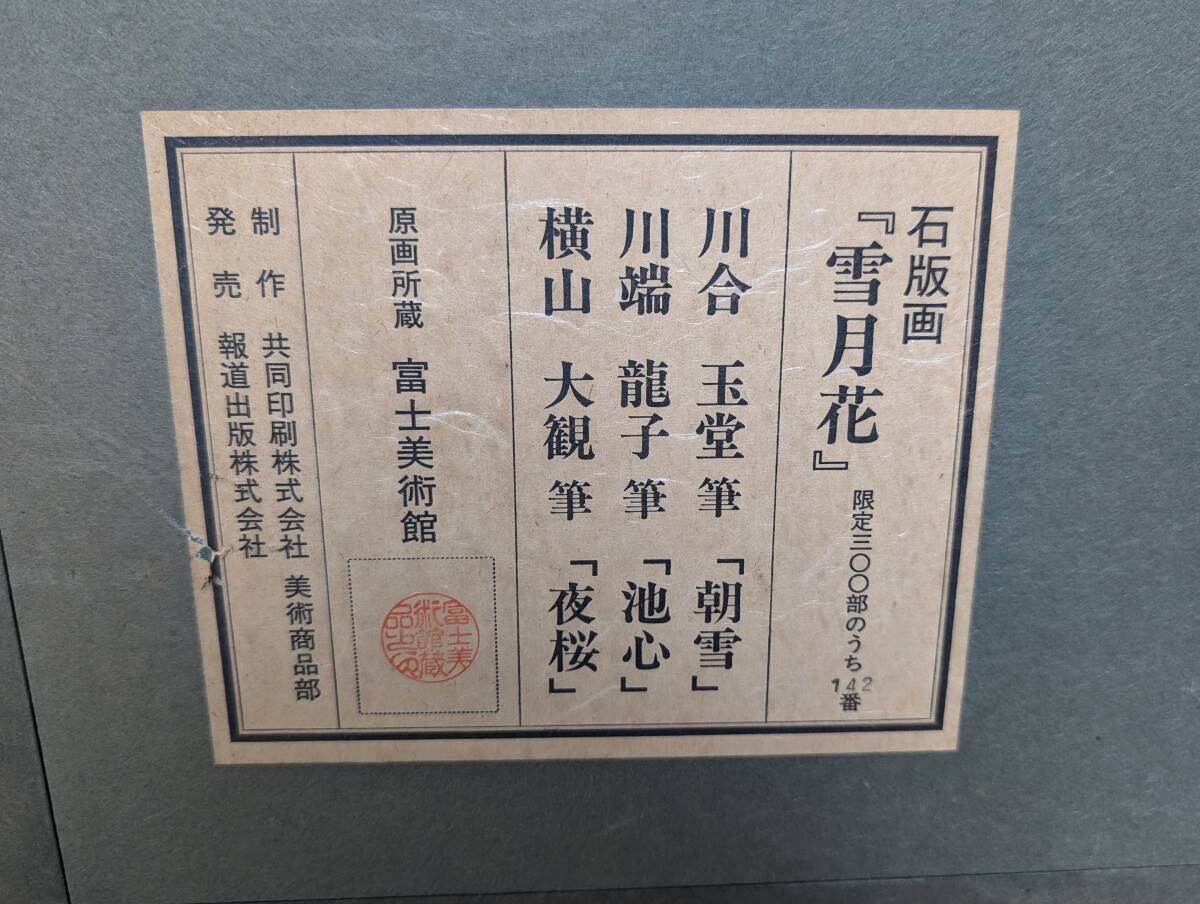 石版画
『雪月花』
限定三〇〇部のうち142番
川合 玉堂 筆 「朝雪」
川端 龍子 筆 「池心」
横山 大観 筆 「夜桜」
原画所蔵 富士美術館
富士美
術館蔵
品之印
制作 共同印刷株式会社
発売 報道出版株式会社 美術商品部